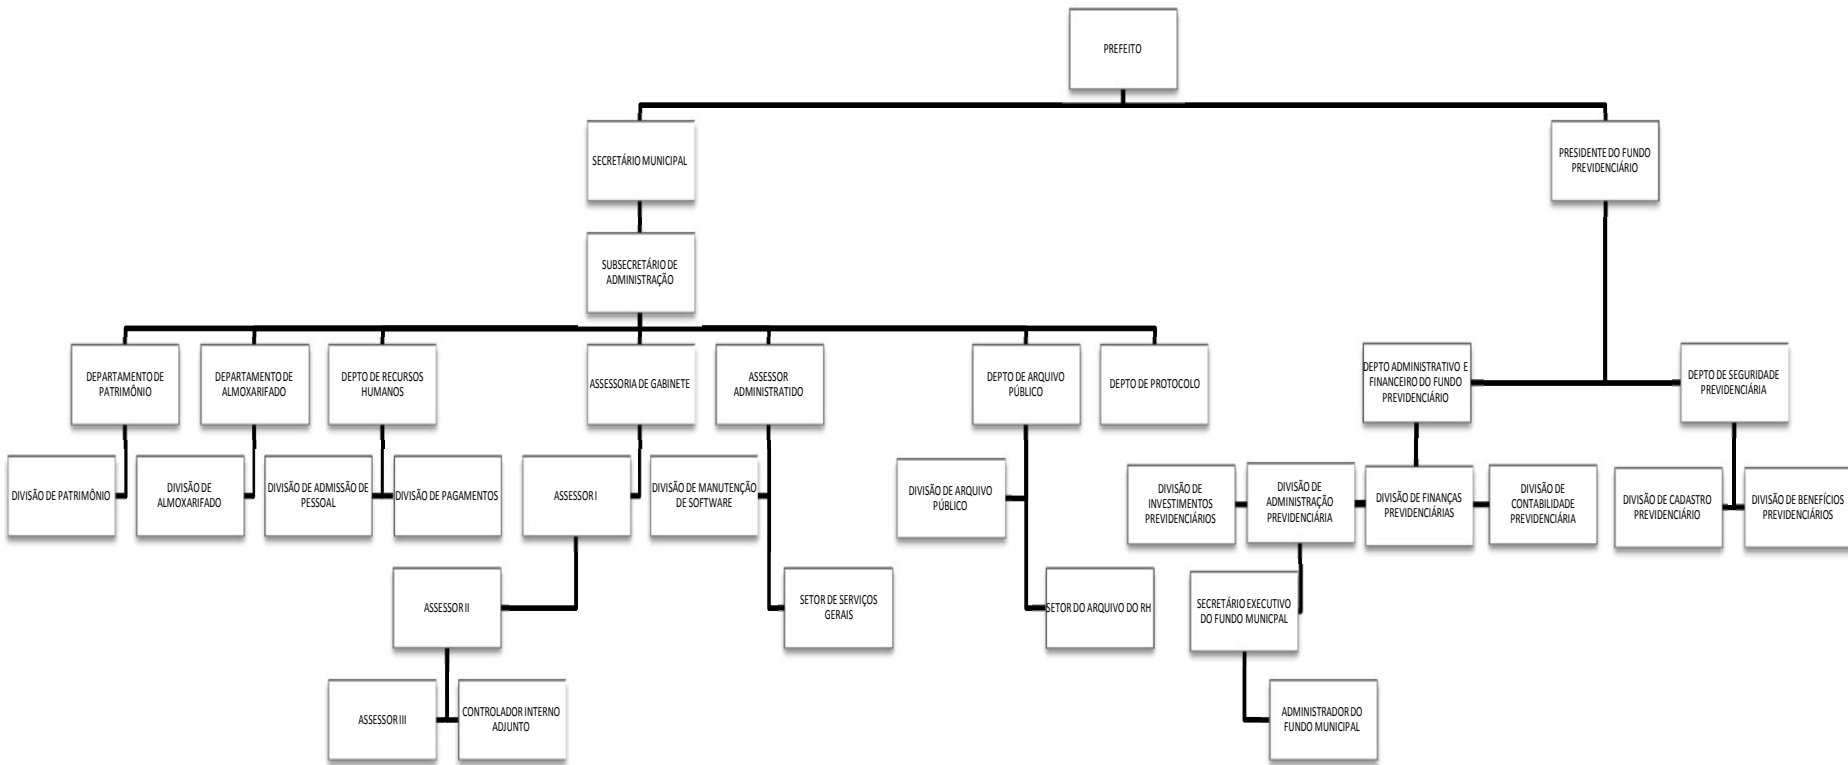 PREFEITO
SECRETÁRIO MUNICIPAL
PRESIDENTE DO FUNDO
PREVIDENCIÁRIO
SUBSECRETÁRIO DE
ADMINISTRAÇÃO
DEPARTAMENTO DE
PATRIMÔNIO
DEPARTAMENTO DE
ALMOXARIFADO
DEPTO DE RECURSOS
HUMANOS
ASSESSORIA DE GABINETE
ASSESSOR
ADMINISTRATIDO
DEPTO DE ARQUIVO
PÚBLICO
DEPTO DE PROTOCOLO
DEPTO ADMINISTRATIVO E
FINANCEIRO DO FUNDO
PREVIDENCIÁRIO
DEPTO DE SEGURIDADE
PREVIDENCIÁRIA
DIVISÃO DE PATRIMÔNIO
DIVISÃO DE
ALMOXARIFADO
DIVISÃO DE ADMISSÃO DE
PESSOAL
DIVISÃO DE PAGAMENTOS
ASSESSOR I
DIVISÃO DE MANUTENÇÃO
DE SOFTWARE
DIVISÃO DE ARQUIVO
PÚBLICO
DIVISÃO DE
INVESTIMENTOS
PREVIDENCIÁRIOS
DIVISÃO DE
ADMINISTRAÇÃO
PREVIDENCIÁRIA
DIVISÃO DE FINANÇAS
PREVIDENCIÁRIAS
DIVISÃO DE
CONTABILIDADE
PREVIDENCIÁRIA
DIVISÃO DE CADASTRO
PREVIDENCIÁRIO
DIVISÃO DE BENEFÍCIOS
PREVIDENCIÁRIOS
ASSESSOR II
SETOR DE SERVIÇOS
GERAIS
SETOR DO ARQUIVO DO RH
SECRETÁRIO EXECUTIVO
DO FUNDO MUNICPAL
ASSESSOR III
CONTROLADOR INTERNO
ADJUNTO
ADMINISTRADOR DO
FUNDO MUNICIPAL